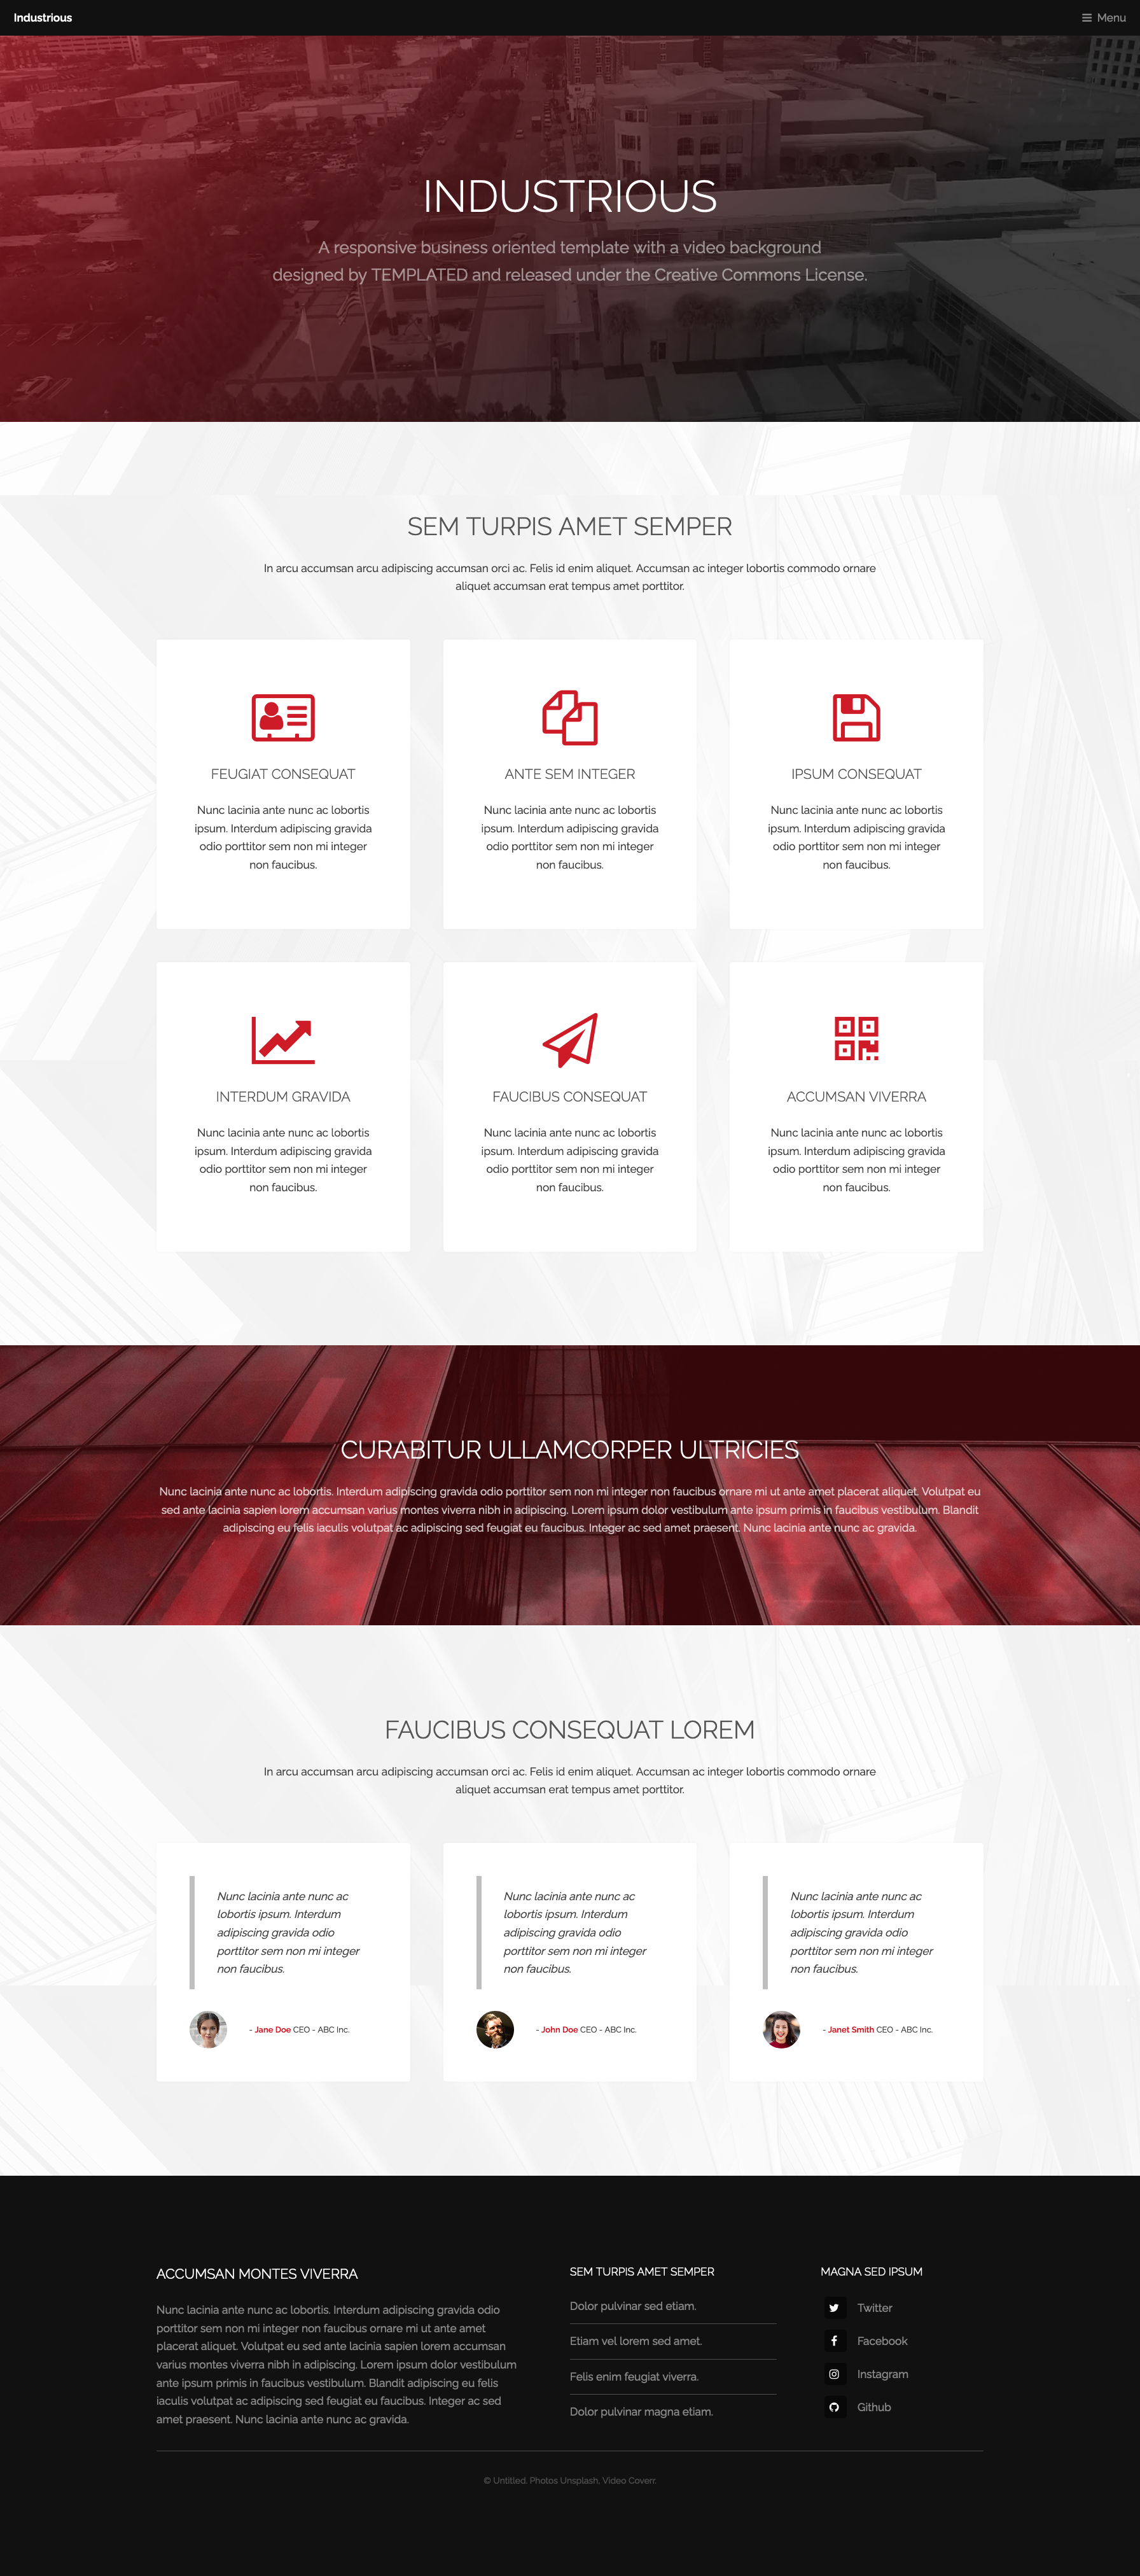 Industrious
Menu
INDUSTRIOUS
A responsive business oriented template with a video background
designed by TEMPLATED and released under the Creative Commons License.
SEM TURPIS AMET SEMPER
In arcu accumsan arcu adipiscing accumsan orci ac. Felis id enim aliquet. Accumsan ac integer lobortis commodo ornare
aliquet accumsan erat tempus amet porttitor.
FEUGIAT CONSEQUAT
Nunc lacinia ante nunc ac lobortis
ipsum. Interdum adipiscing gravida
odio porttitor sem non mi integer
non faucibus.
ANTE SEM INTEGER
Nunc lacinia ante nunc ac lobortis
ipsum. Interdum adipiscing gravida
odio porttitor sem non mi integer
non faucibus.
IPSUM CONSEQUAT
Nunc lacinia ante nunc ac lobortis
ipsum. Interdum adipiscing gravida
odio porttitor sem non mi integer
non faucibus.
INTERDUM GRAVIDA
Nunc lacinia ante nunc ac lobortis
ipsum. Interdum adipiscing gravida
odio porttitor sem non mi integer
non faucibus.
FAUCIBUS CONSEQUAT
Nunc lacinia ante nunc ac lobortis
ipsum. Interdum adipiscing gravida
odio porttitor sem non mi integer
non faucibus.
ACCUMSAN VIVERRA
Nunc lacinia ante nunc ac lobortis
ipsum. Interdum adipiscing gravida
odio porttitor sem non mi integer
non faucibus.
CURABITUR ULLAMCORPER ULTRICIES
Nunc lacinia ante nunc ac lobortis. Interdum adipiscing gravida odio porttitor sem non mi integer non faucibus ornare mi ut ante amet placerat aliquet. Volutpat eu
sed ante lacinia sapien lorem accumsan varius montes viverra nibh in adipiscing. Lorem ipsum dolor vestibulum ante ipsum primis in faucibus vestibulum. Blandit
adipiscing eu felis iaculis volutpat ac adipiscing sed feugiat eu faucibus. Integer ac sed amet praesent. Nunc lacinia ante nunc ac gravida.
FAUCIBUS CONSEQUAT LOREM
In arcu accumsan arcu adipiscing accumsan orci ac. Felis id enim aliquet. Accumsan ac integer lobortis commodo ornare
aliquet accumsan erat tempus amet porttitor.
Nunc lacinia ante nunc ac
lobortis ipsum. Interdum
adipiscing gravida odio
porttitor sem non mi integer
non faucibus.
- Jane Doe CEO - ABC Inc.
Nunc lacinia ante nunc ac
lobortis ipsum. Interdum
adipiscing gravida odio
porttitor sem non mi integer
non faucibus.
- John Doe CEO - ABC Inc.
Nunc lacinia ante nunc ac
lobortis ipsum. Interdum
adipiscing gravida odio
porttitor sem non mi integer
non faucibus.
- Janet Smith CEO - ABC Inc.
ACCUMSAN MONTES VIVERRA
Nunc lacinia ante nunc ac lobortis. Interdum adipiscing gravida odio
porttitor sem non mi integer non faucibus ornare mi ut ante amet
placerat aliquet. Volutpat eu sed ante lacinia sapien lorem accumsan
varius montes viverra nibh in adipiscing. Lorem ipsum dolor vestibulum
ante ipsum primis in faucibus vestibulum. Blandit adipiscing eu felis
iaculis volutpat ac adipiscing sed feugiat eu faucibus. Integer ac sed
amet praesent. Nunc lacinia ante nunc ac gravida.
SEM TURPIS AMET SEMPER
Dolor pulvinar sed etiam.
Etiam vel lorem sed amet.
Felis enim feugiat viverra.
Dolor pulvinar magna etiam.
MAGNA SED IPSUM
Twitter
Facebook
Instagram
Github
© Untitled. Photos Unsplash, Video Coverr.